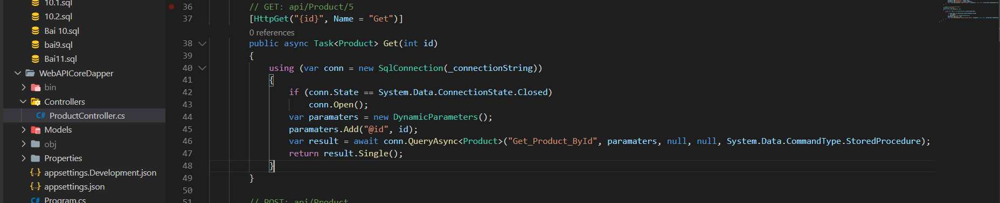 10.1.sql
10.2.sql
Bai 10.sql
bai9.sql
Bai11.sql
WebAPICoreDapper
bin
Controllers
C# ProductController.cs
Models
obj
Properties
{..} appsettings.Development.json
{..} appsettings.json
C# Program.cs
36 // GET: api/Product/5
37 [HttpGet("{id}", Name = "Get")]
0 references
38 public async Task<Product> Get(int id)
39 {
40 using (var conn = new SqlConnection(_connectionString))
41 {
42 if (conn.State == System.Data.ConnectionState.Closed)
43 conn.Open();
44 var paramaters = new DynamicParameters();
45 paramaters.Add("@id", id);
46 var result = await conn.QueryAsync<Product>("Get_Product_ById", paramaters, null, null, System.Data.CommandType.StoredProcedure);
47 return result.Single();
48 }
49 }
50
51 // POST: api/Product